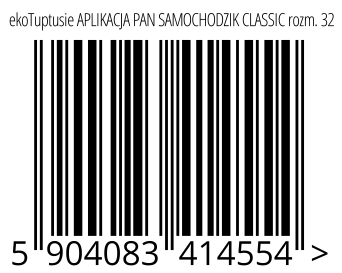 ekoTuptusie APLIKACJA PAN SAMOCHODZIK CLASSIC rozm. 32
5 904083 414554 >